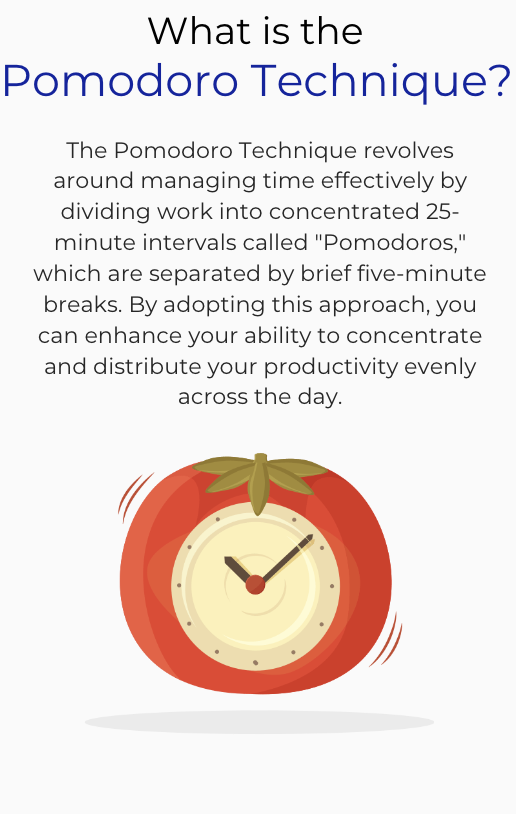 What is the
Pomodoro Technique?
The Pomodoro Technique revolves
around managing time effectively by
dividing work into concentrated 25-
minute intervals called "Pomodoros,"
which are separated by brief five-minute
breaks. By adopting this approach, you
can enhance your ability to concentrate
and distribute your productivity evenly
across the day.